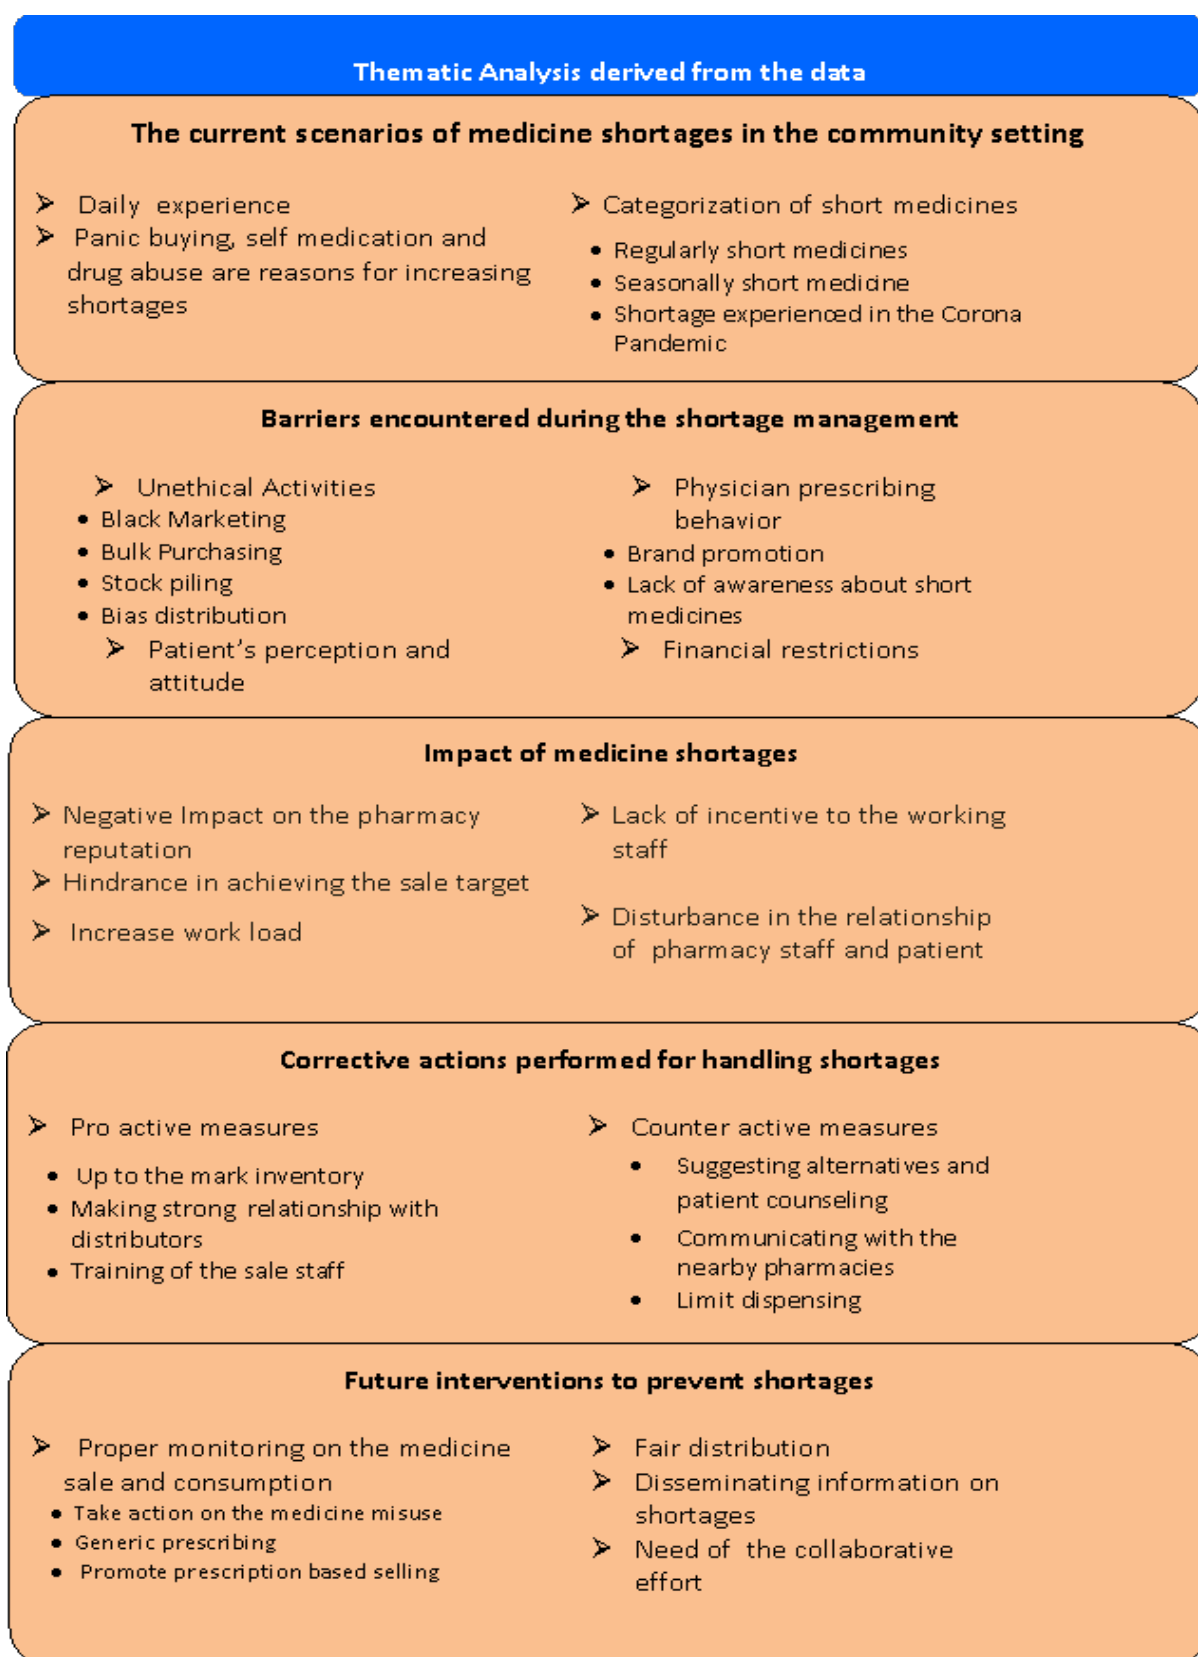 Thematic Analysis derived from the data
The current scenarios of medicine shortages in the community setting
➢ Daily experience
➢ Panic buying, self medication and
drug abuse are reasons for increasing
shortages
➢ Categorization of short medicines
• Regularly short medicines
• Seasonally short medicine
• Shortage experienced in the Corona
Pandemic
Barriers encountered during the shortage management
➢ Unethical Activities
• Black Marketing
• Bulk Purchasing
• Stock piling
• Bias distribution
➢ Patient's perception and
attitude
➢ Physician prescribing
behavior
• Brand promotion
• Lack of awareness about short
medicines
➢ Financial restrictions
Impact of medicine shortages
➢ Negative Impact on the pharmacy
reputation
➢ Hindrance in achieving the sale target
➢ Increase work load
➢ Lack of incentive to the working
staff
➢ Disturbance in the relationship
of pharmacy staff and patient
Corrective actions performed for handling shortages
➢ Pro active measures
• Up to the mark inventory
• Making strong relationship with
distributors
• Training of the sale staff
➢ Counter active measures
• Suggesting alternatives and
patient counseling
• Communicating with the
nearby pharmacies
• Limit dispensing
Future interventions to prevent shortages
➢ Proper monitoring on the medicine
sale and consumption
• Take action on the medicine misuse
• Generic prescribing
• Promote prescription based selling
➢ Fair distribution
➢ Disseminating information on
shortages
➢ Need of the collaborative
effort